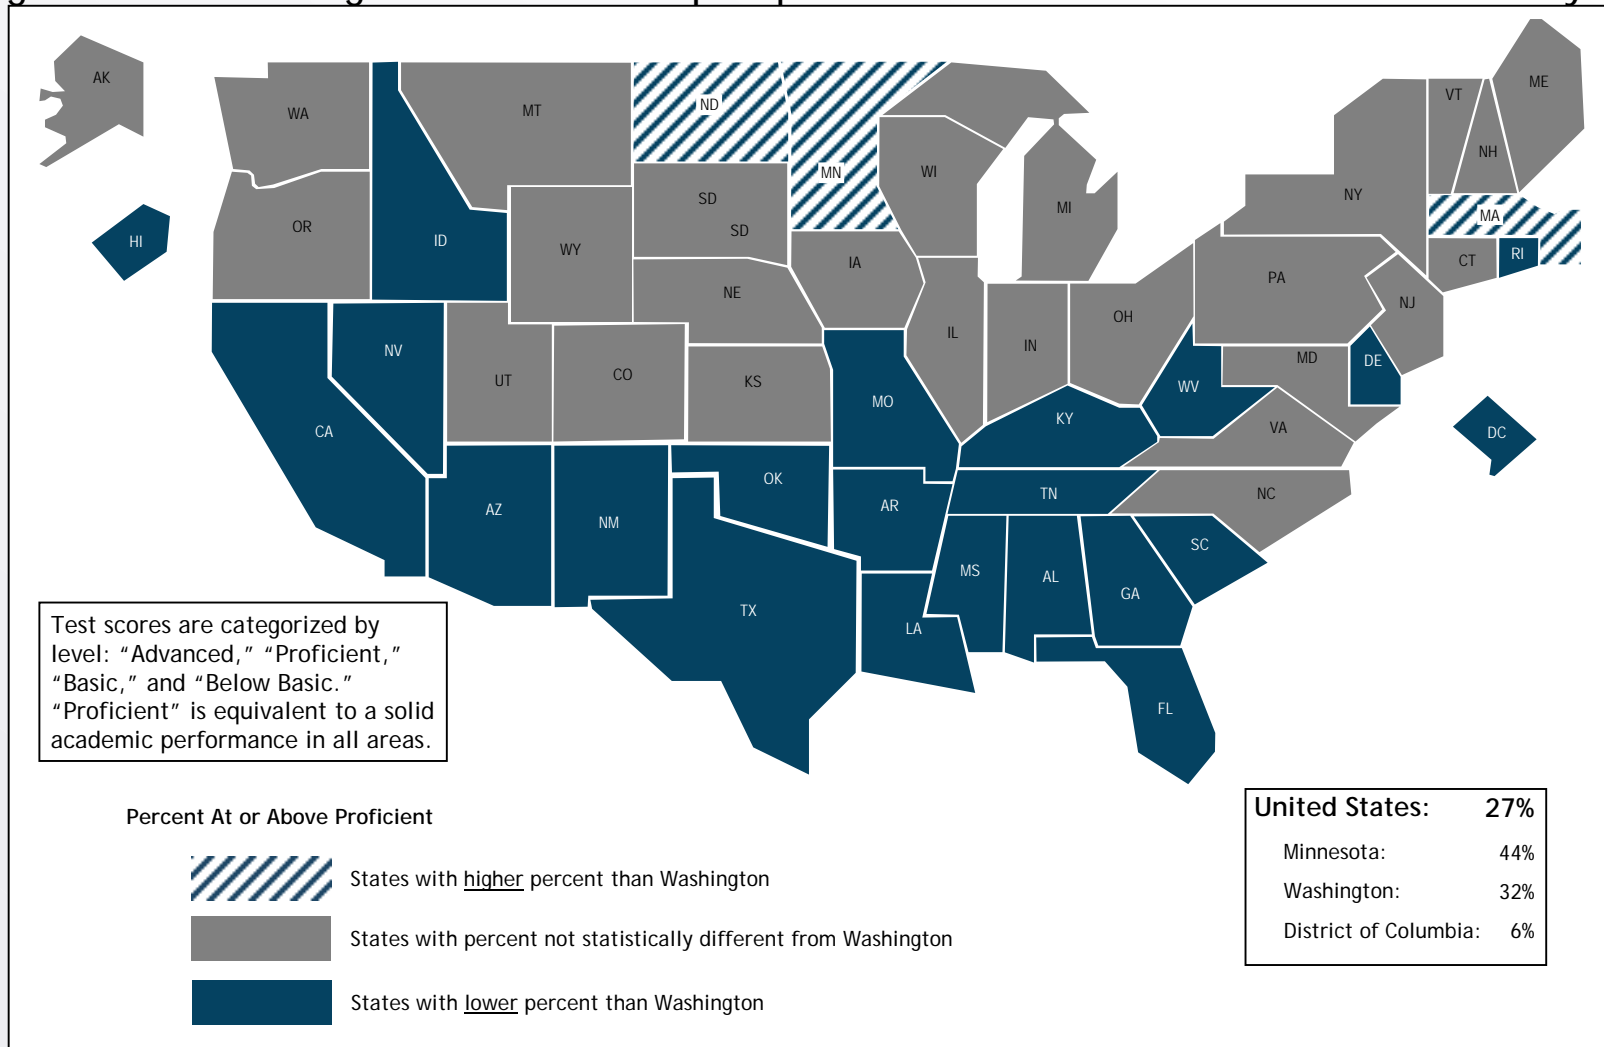 AK
WA
MT
ND
MN
WI
MI
VT
NH
ME
NY
MA
CT
RI
HI
OR
ID
WY
SD
SD
IA
NE
PA
NJ
OH
IL
IN
MD
DE
NV
UT
CO
KS
MO
WV
KY
VA
DC
CA
AZ
NM
OK
AR
TN
NC
SC
MS
AL
GA
TX
LA
FL
Test scores are categorized by
level: “Advanced,” “Proficient,”
“Basic,” and “Below Basic.”
“Proficient” is equivalent to a solid
academic performance in all areas.
Percent At or Above Proficient
States with higher percent than Washington
States with percent not statistically different from Washington
States with lower percent than Washington
United States: 27%
Minnesota: 44%
Washington: 32%
District of Columbia: 6%